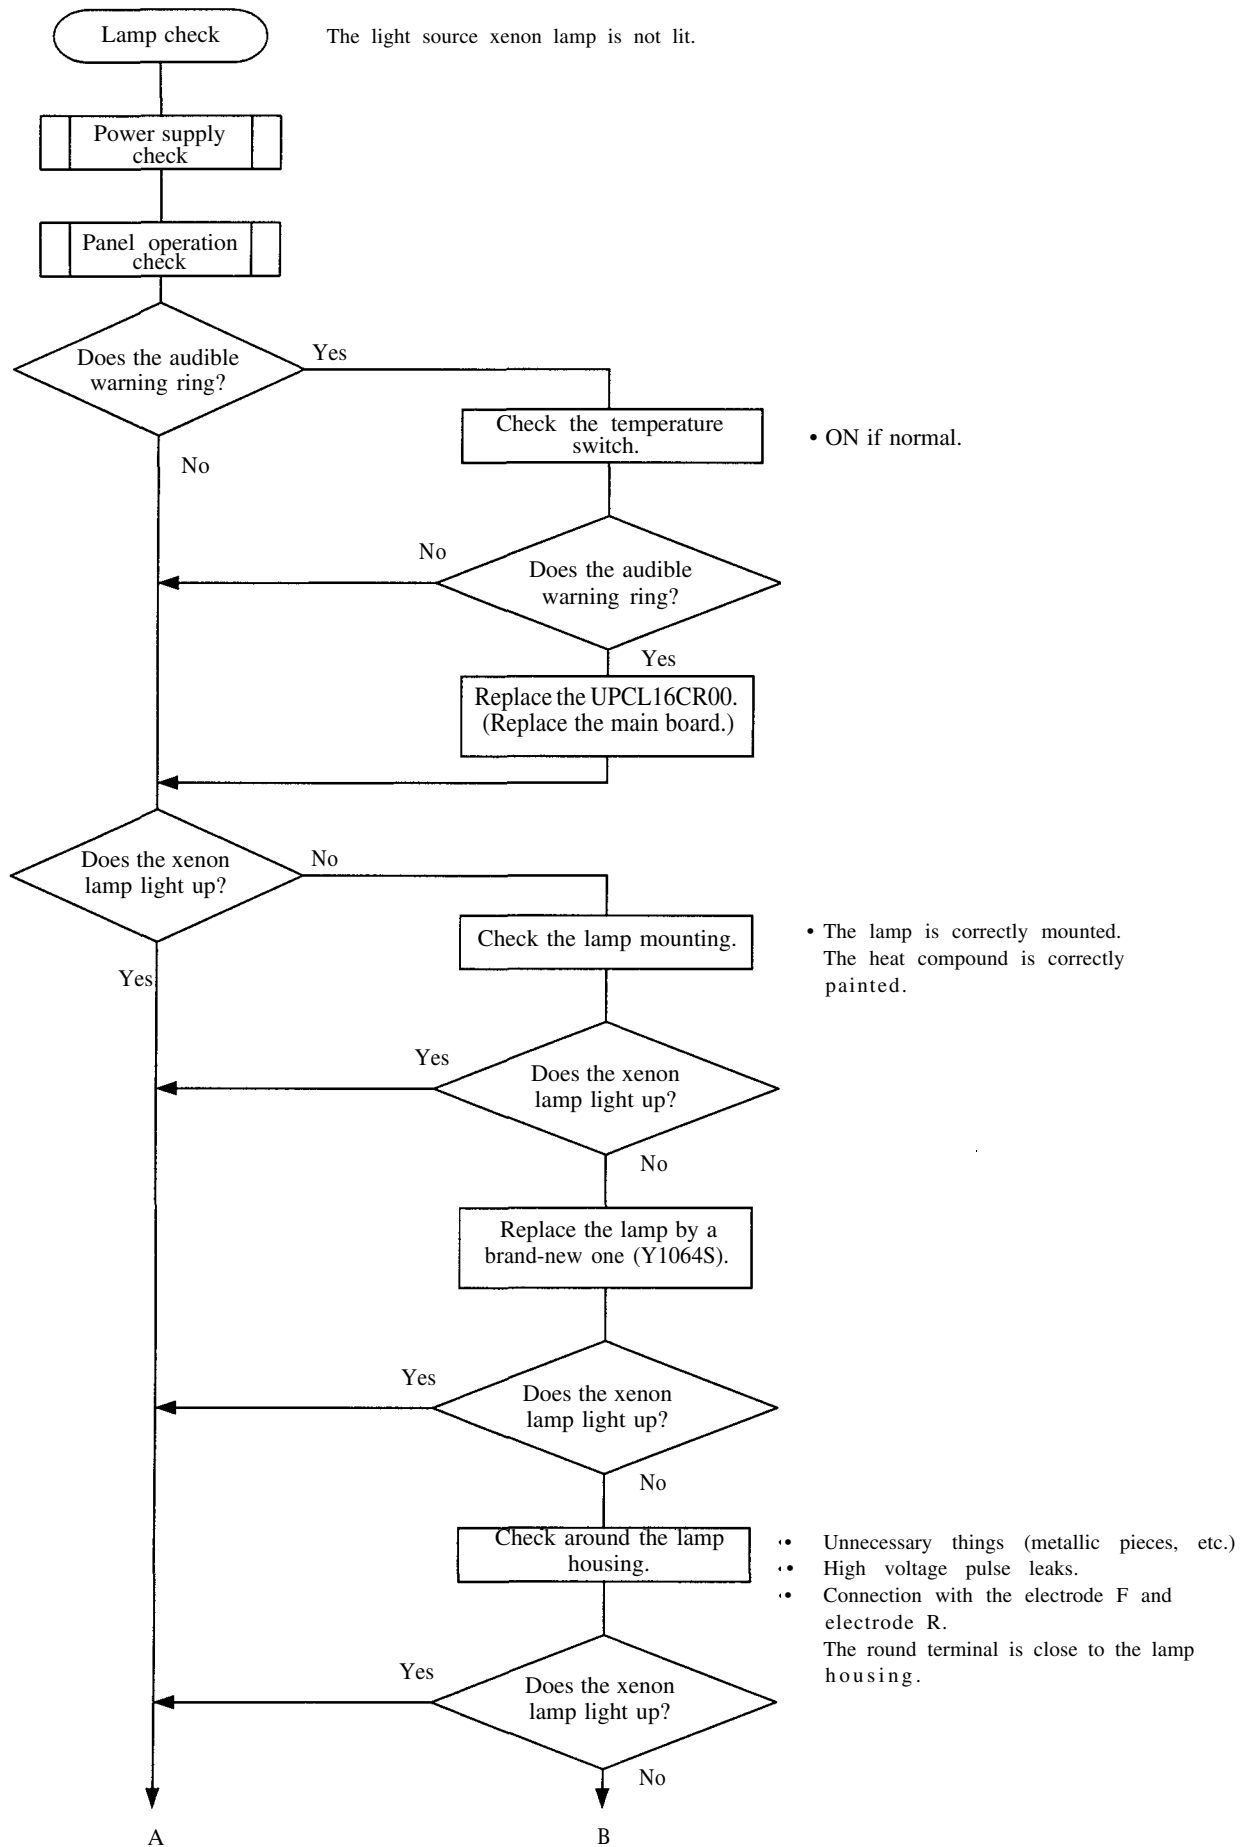 Lamp check
The light source xenon lamp is not lit.
Power supply
check
Panel operation
check
Does the audible
warning ring?
Yes
No
Check the temperature
switch.
• ON if normal.
No
Does the audible
warning ring?
Yes
Replace the UPCL16CR00.
(Replace the main board.)
Does the xenon
lamp light up?
No
Yes
Check the lamp mounting.
• The lamp is correctly mounted.
The heat compound is correctly
painted.
Yes
Does the xenon
lamp light up?
No
Replace the lamp by a
brand-new one (Y1064S).
Yes
Does the xenon
lamp light up?
No
Check around the lamp
housing.
• Unnecessary things (metallic pieces, etc.)
• High voltage pulse leaks.
• Connection with the electrode F and
electrode R.
The round terminal is close to the lamp
housing.
Yes
Does the xenon
lamp light up?
No
A
B